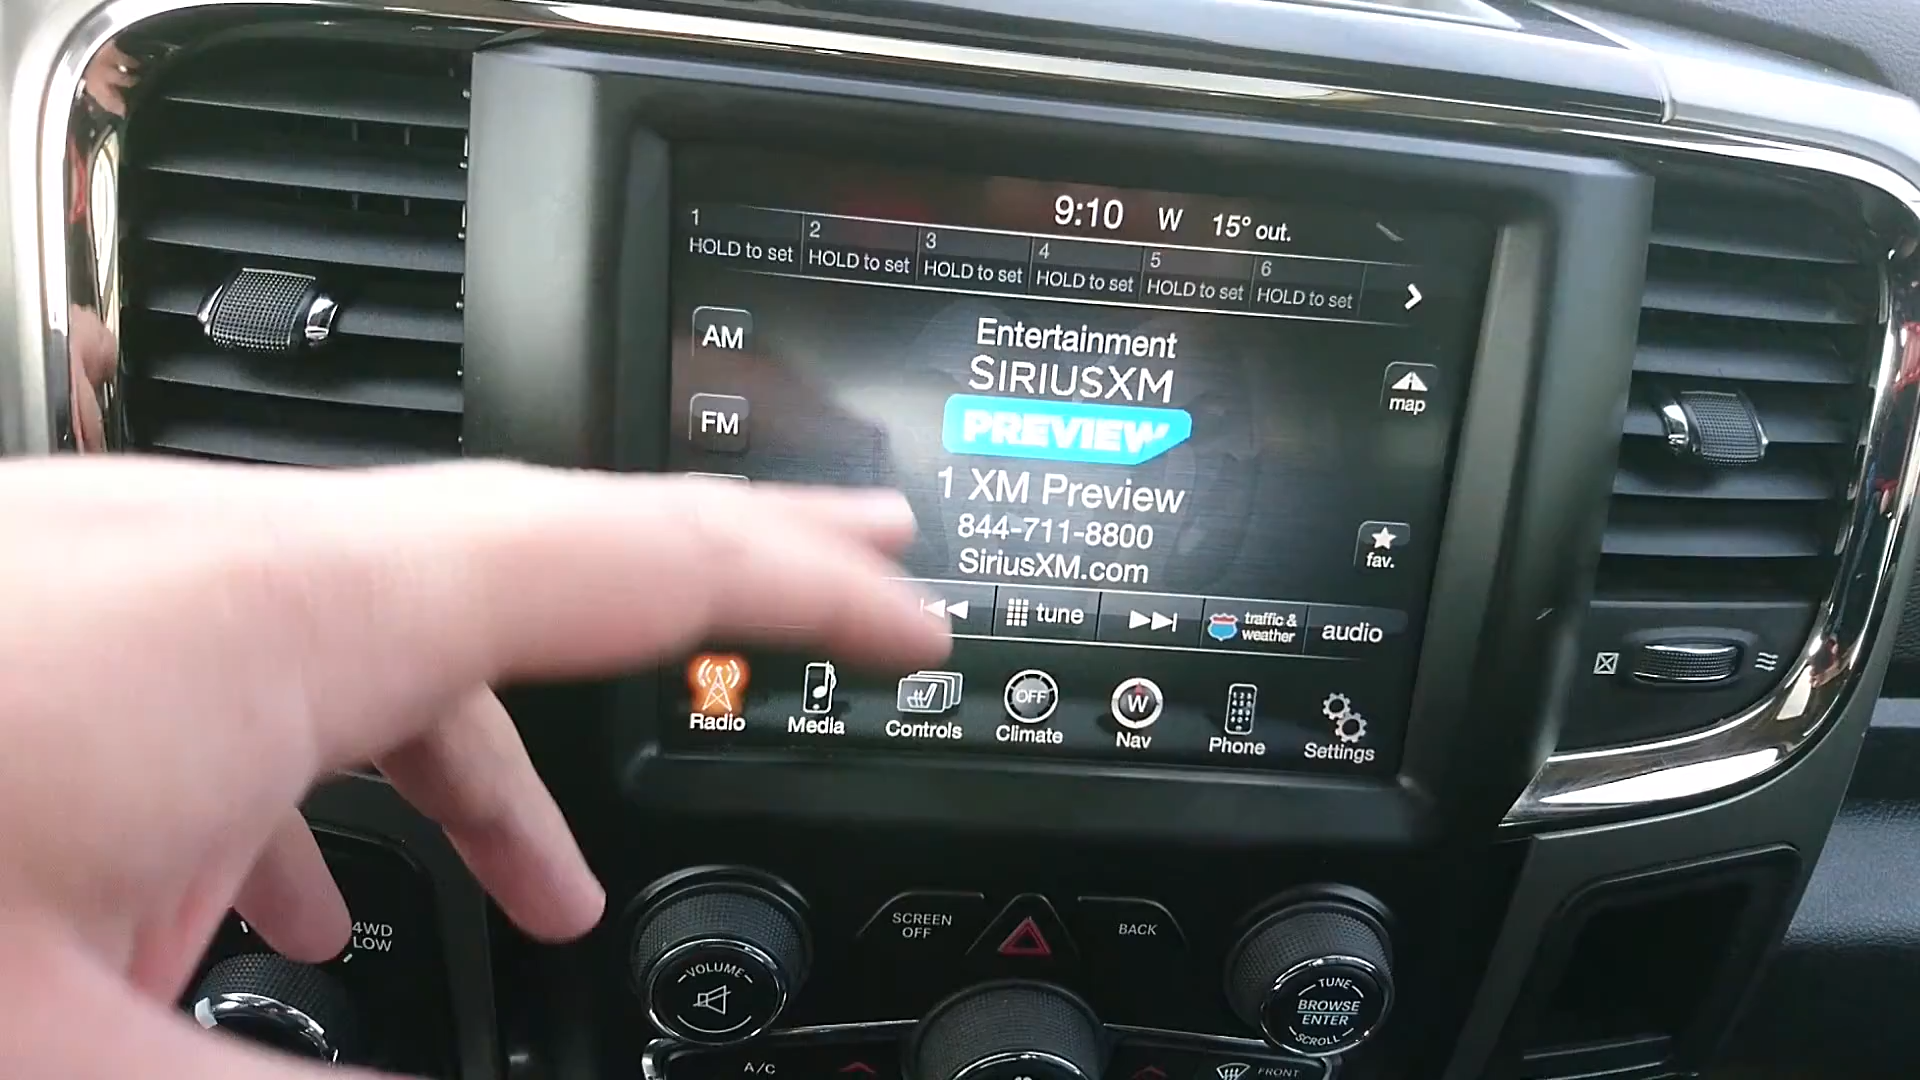 9:10 W 15° out.
1 HOLD to set
2 HOLD to set
3 HOLD to set
4 HOLD to set
5 HOLD to set
6 HOLD to set
AM
FM
Entertainment
SIRIUSXM
PREVIEW
1 XM Preview
844-711-8800
SiriusXM.com
map
fav.
tune
traffic &
weather
audio
Radio
Media
Controls
OFF
Climate
W
Nav
Phone
Settings
4WD
LOW
SCREEN
OFF
BACK
VOLUME
TUNE
BROWSE
ENTER
SCROLL
A/C
FRONT